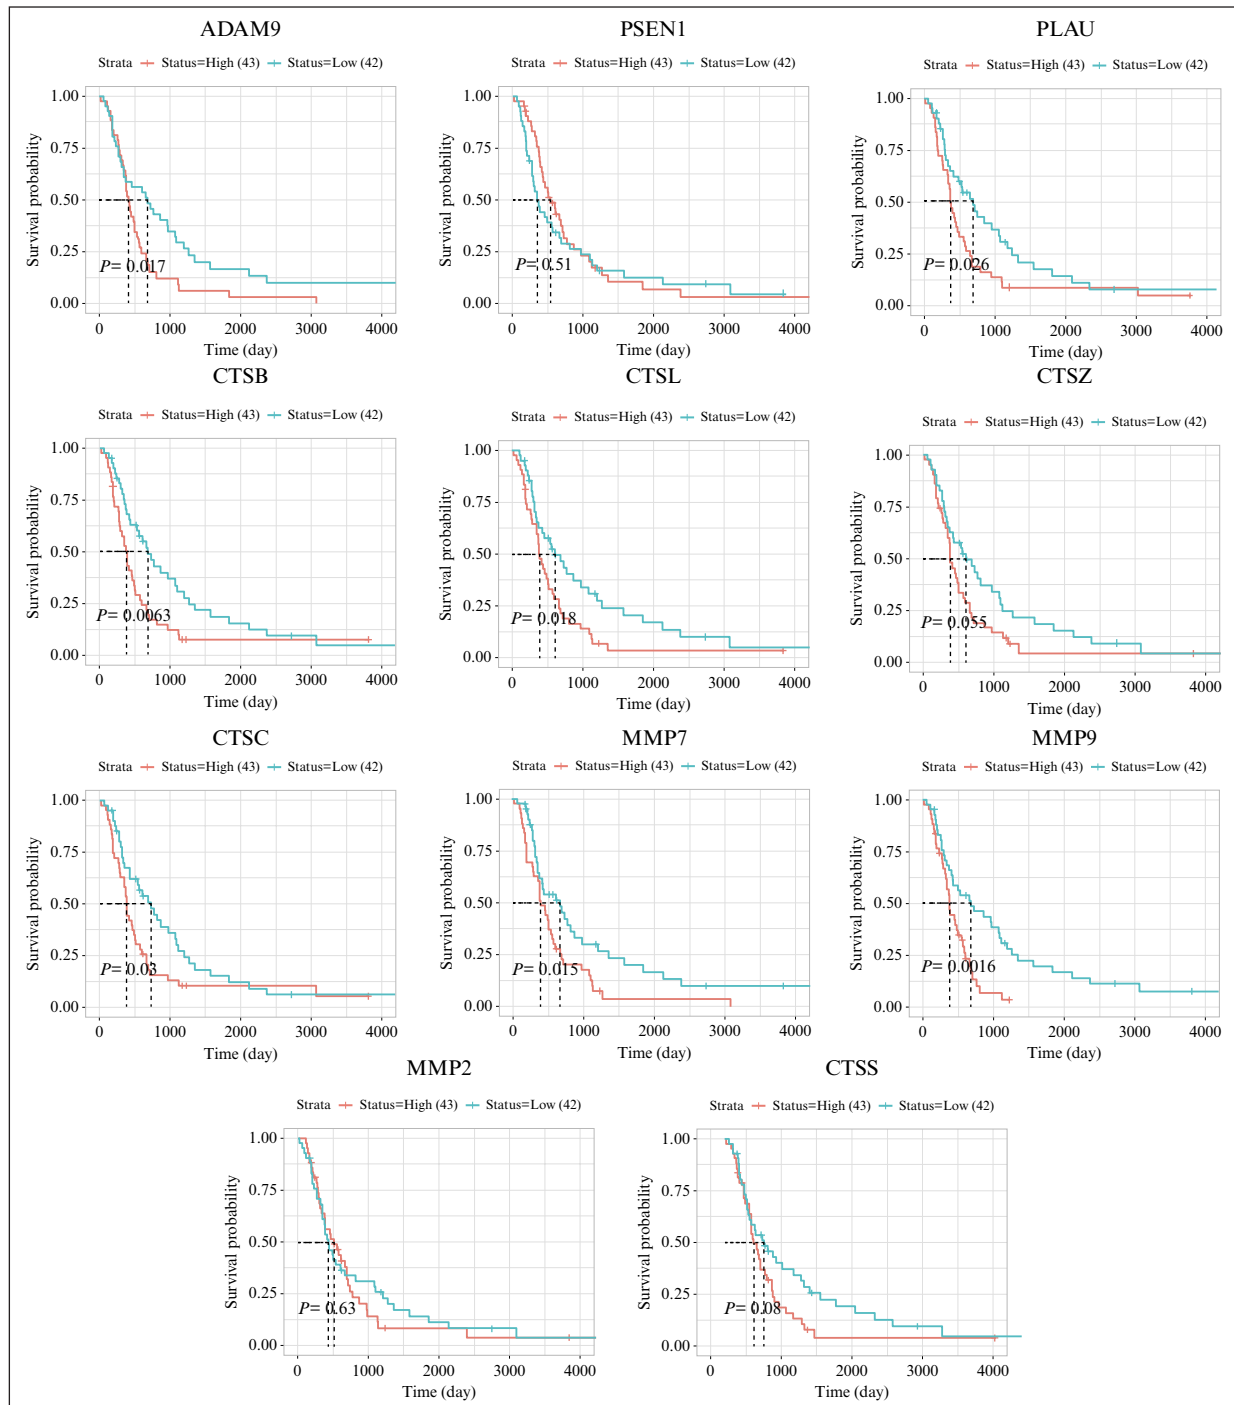 ADAM9
Strata Status=High (43) Status=Low (42)
Survival probability
1.00
0.75
0.50
0.25
0.00
P= 0.017
0 1000 2000 3000 4000
Time (day)
PSEN1
Strata Status=High (43) Status=Low (42)
Survival probability
1.00
0.75
0.50
0.25
0.00
P= 0.51
0 1000 2000 3000 4000
Time (day)
PLAU
Strata Status=High (43) Status=Low (42)
Survival probability
1.00
0.75
0.50
0.25
0.00
P= 0.026
0 1000 2000 3000 4000
Time (day)
CTSB
Strata Status=High (43) Status=Low (42)
Survival probability
1.00
0.75
0.50
0.25
0.00
P= 0.0063
0 1000 2000 3000 4000
Time (day)
CTSL
Strata Status=High (43) Status=Low (42)
Survival probability
1.00
0.75
0.50
0.25
0.00
P= 0.018
0 1000 2000 3000 4000
Time (day)
CTSZ
Strata Status=High (43) Status=Low (42)
Survival probability
1.00
0.75
0.50
0.25
0.00
P= 0.055
0 1000 2000 3000 4000
Time (day)
CTSC
Strata Status=High (43) Status=Low (42)
Survival probability
1.00
0.75
0.50
0.25
0.00
P= 0.03
0 1000 2000 3000 4000
Time (day)
MMP7
Strata Status=High (43) Status=Low (42)
Survival probability
1.00
0.75
0.50
0.25
0.00
P= 0.015
0 1000 2000 3000 4000
Time (day)
MMP9
Strata Status=High (43) Status=Low (42)
Survival probability
1.00
0.75
0.50
0.25
0.00
P= 0.0016
0 1000 2000 3000 4000
Time (day)
MMP2
Strata Status=High (43) Status=Low (42)
Survival probability
1.00
0.75
0.50
0.25
0.00
P= 0.63
0 1000 2000 3000 4000
Time (day)
CTSS
Strata Status=High (43) Status=Low (42)
Survival probability
1.00
0.75
0.50
0.25
0.00
P= 0.08
0 1000 2000 3000 4000
Time (day)